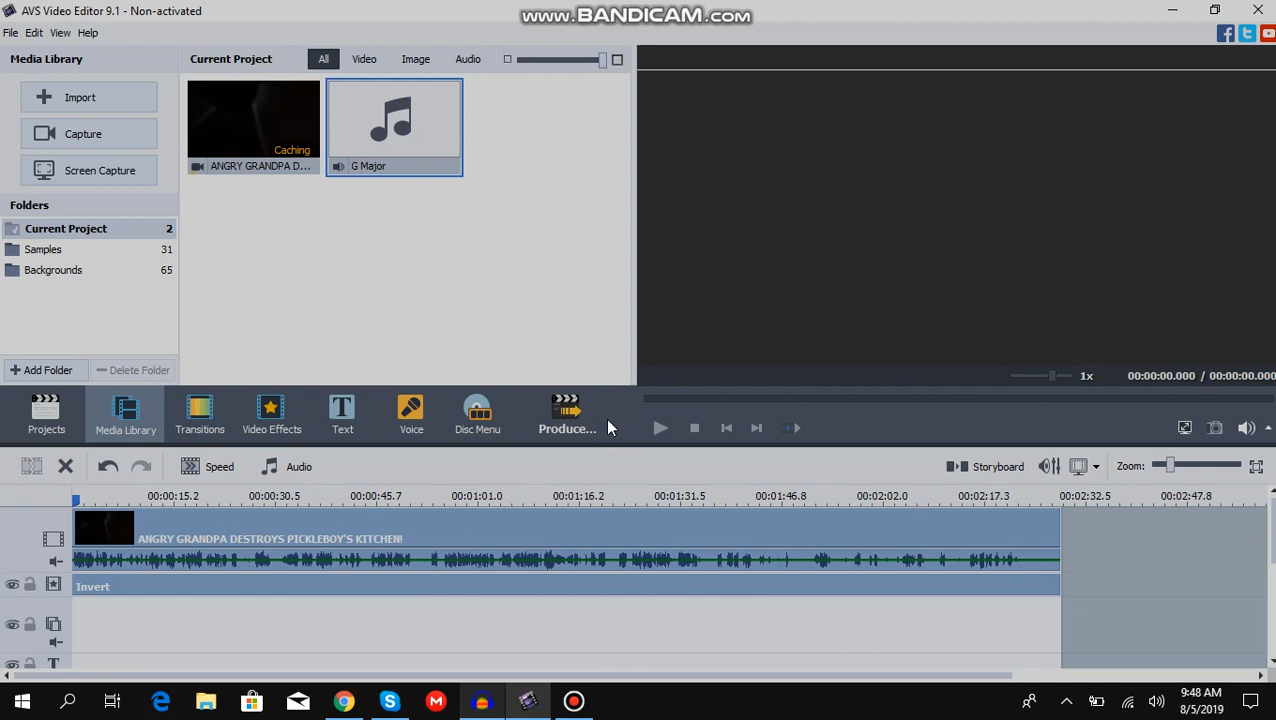 AVS Video Editor 9.1 - Non-activated
www.BANDICAM.com
File Edit View Help
Media Library
Current Project
All Video Image Audio
Import
Capture
Screen Capture
Caching
ANGRY GRANDPA D...
G Major
Folders
Current Project 2
Samples 31
Backgrounds 65
Add Folder
Delete Folder
1x
00:00:00.000 / 00:00:00.000
Projects
Media Library
Transitions
Video Effects
Text
Voice
Disc Menu
Produce...
Speed
Audio
Storyboard
Zoom:
00:00:15.2 00:00:30.5 00:00:45.7 00:01:01.0 00:01:16.2 00:01:31.5 00:01:46.8 00:02:02.0 00:02:17.3 00:02:32.5 00:02:47.8
ANGRY GRANDPA DESTROYS PICKLEBOY'S KITCHEN!
Invert
9:48 AM
8/5/2019